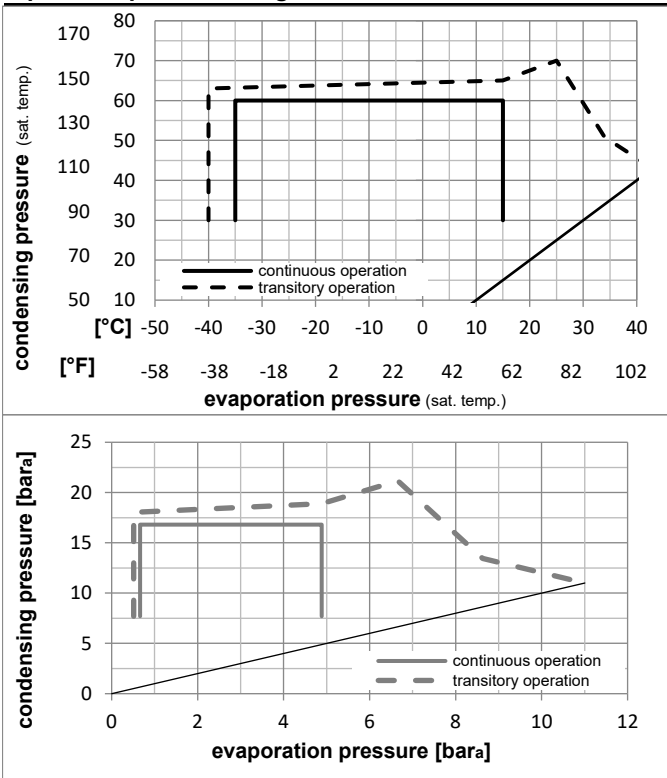 170 80
150 70
130 60
110 50
90 40
70 30
20
50 10
condensing pressure (sat. temp.)
continuous operation
transitory operation
[°C] -50 -40 -30 -20 -10 0 10 20 30 40
[°F] -58 -38 -18 2 22 42 62 82 102
evaporation pressure (sat. temp.)
25
20
15
10
5
0
condensing pressure [bara]
continuous operation
transitory operation
0 2 4 6 8 10 12
evaporation pressure [bara]